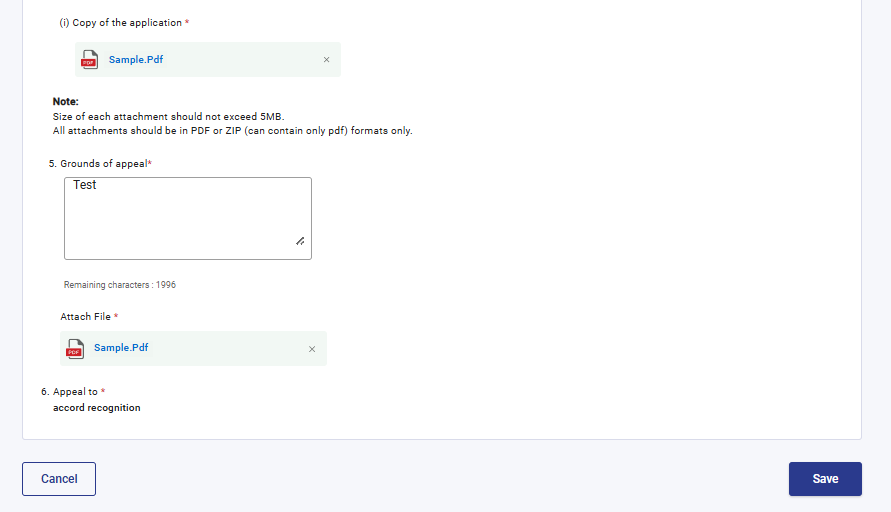 (i) Copy of the application *
PDF Sample.Pdf ×
Note:
Size of each attachment should not exceed 5MB.
All attachments should be in PDF or ZIP (can contain only pdf) formats only.
5. Grounds of appeal*
Test
Remaining characters : 1996
Attach File *
PDF Sample.Pdf ×
6. Appeal to *
accord recognition
Cancel
Save